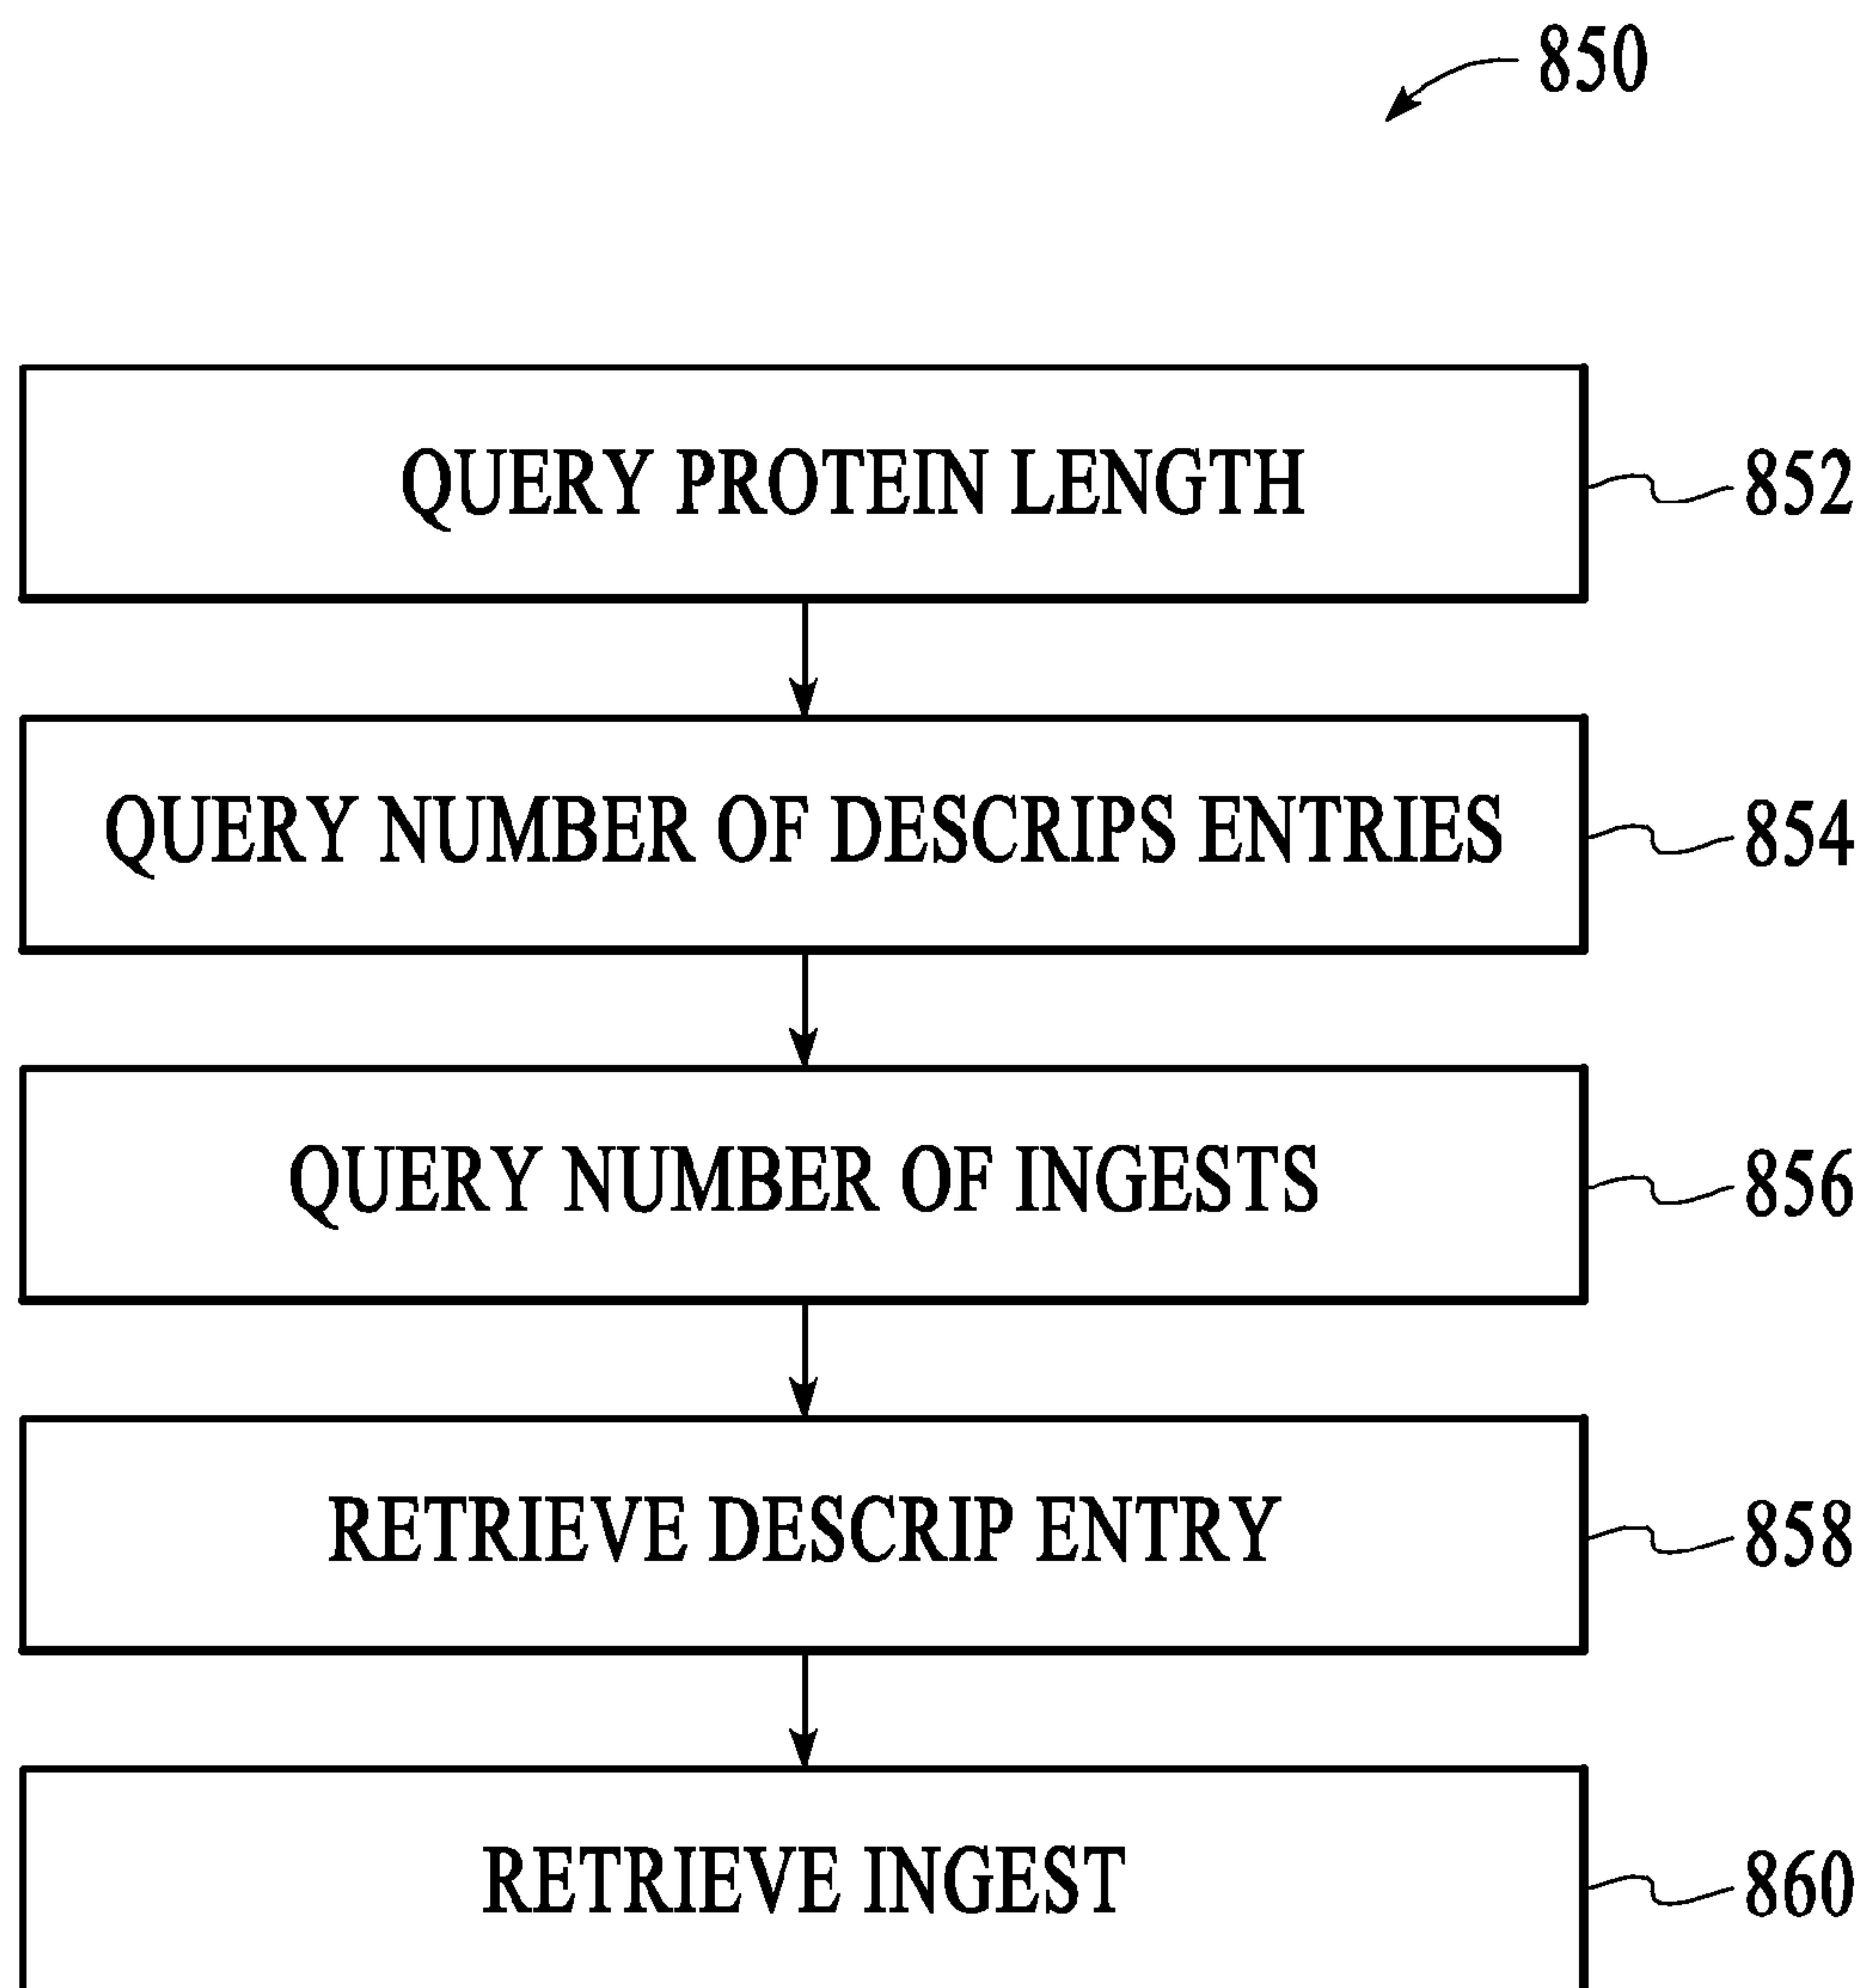 850
QUERY PROTEIN LENGTH
852
QUERY NUMBER OF DESCRIPS ENTRIES
854
QUERY NUMBER OF INGESTS
856
RETRIEVE DESCRIP ENTRY
858
RETRIEVE INGEST
860